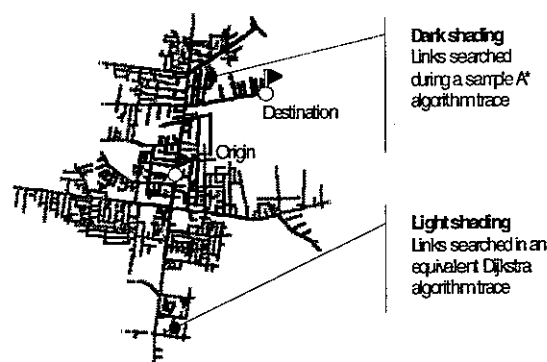 Dark shading
Links searched
during a sample A*
algorithm trace
Destination
Origin
Light shading
Links searched in an
equivalent Dijkstra
algorithm trace